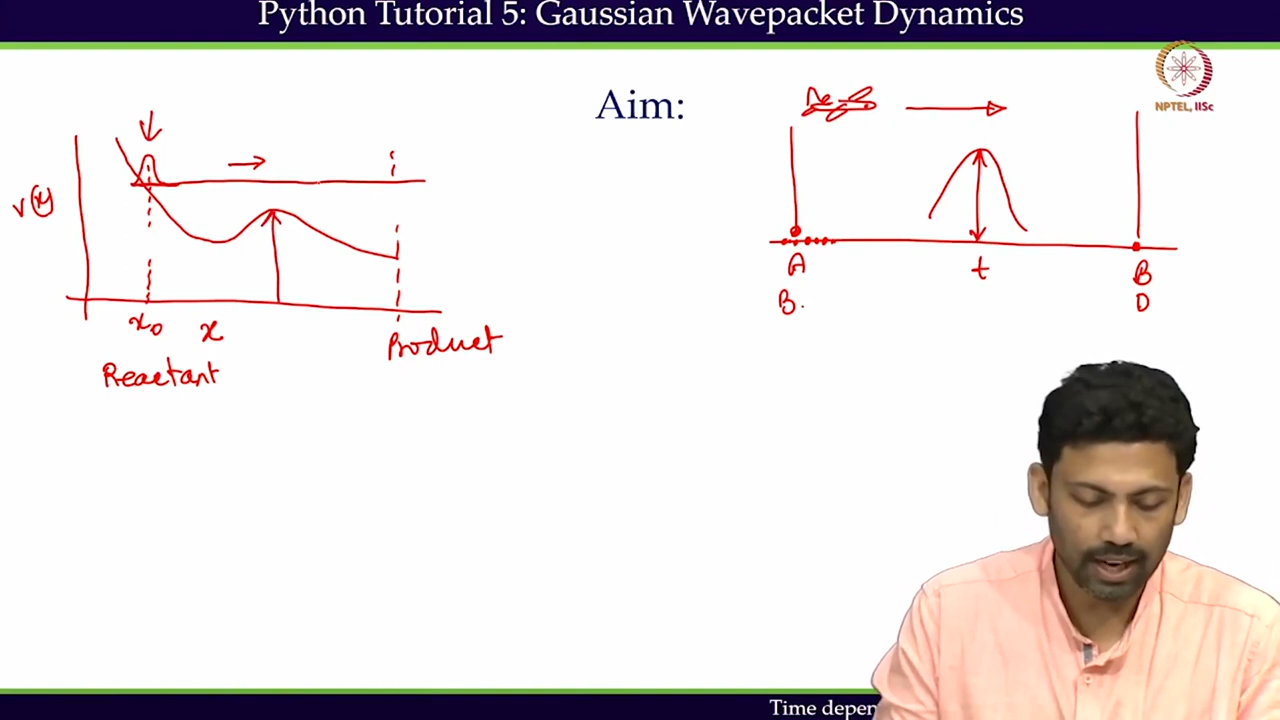 Python Tutorial 5: Gaussian Wavepacket Dynamics
NPTEL, IISc
Aim:
v(x)
x₀
x
Product
Reactant
A
t
B
B.
D
Time depen